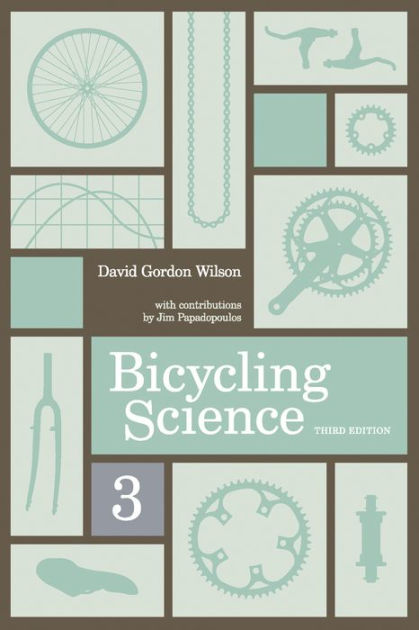 David Gordon Wilson
with contributions
by Jim Papadopoulos
Bicycling
Science THIRD EDITION
3